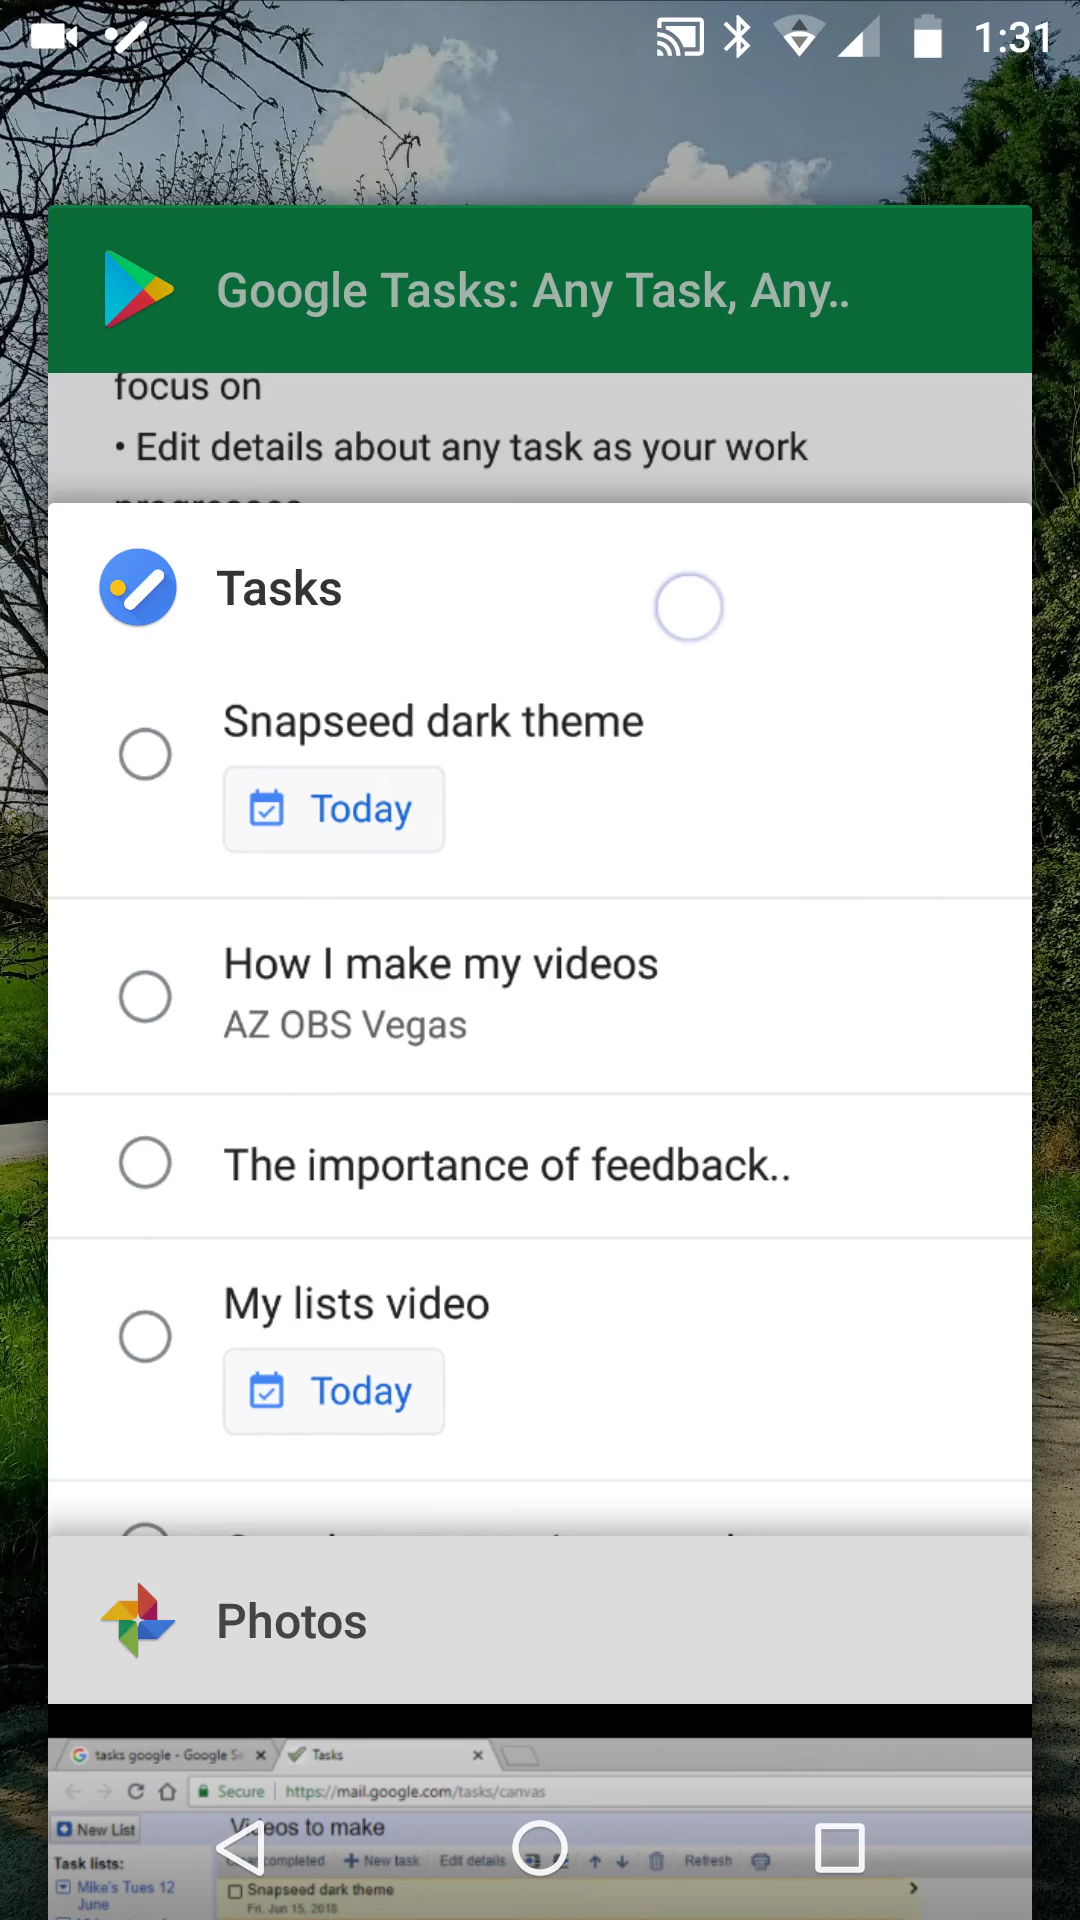 1:31
Google Tasks: Any Task, Any..
focus on
• Edit details about any task as your work
Tasks
Snapseed dark theme
Today
How I make my videos
AZ OBS Vegas
The importance of feedback..
My lists video
Today
Photos
tasks google - Google Se
Tasks
Secure
https://mail.google.com/tasks/canvas
New List
Videos to make
completed
New task
Edit details
Refresh
Task lists:
Mike's Tues 12
June
Snapseed dark theme
Fri, Jun 15, 2018